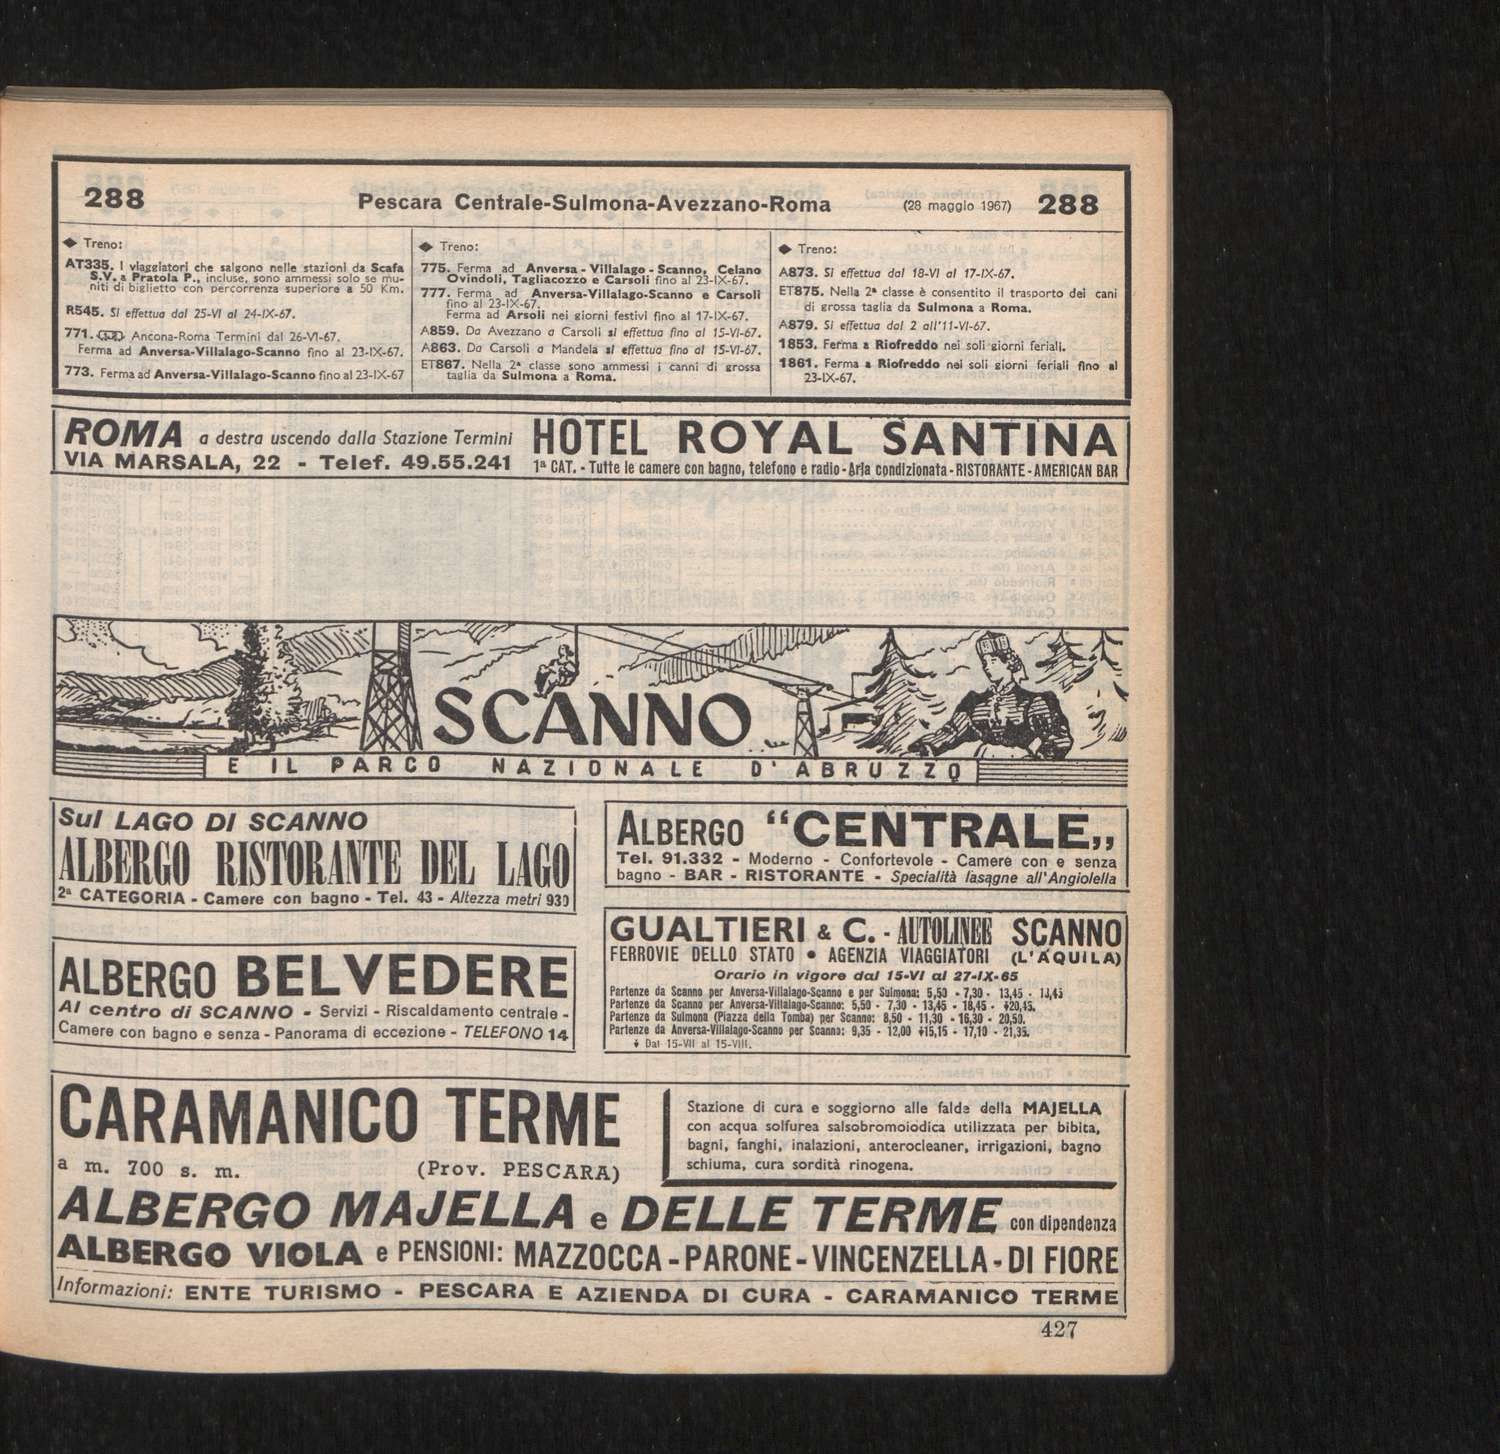 288 Pescara Centrale-Sulmona-Avezzano-Roma (28 maggio 1967) 288
◆ Treno:
AT335. I viaggiatori che salgono nelle stazioni da Scafa
S.V. a Pratola P., incluse, sono ammessi solo se mu-
niti di biglietto con percorrenza superiore a 50 Km.
R545. Si effettua dal 25-VI al 24-IX-67.
771. Ancona-Roma Termini dal 26-VI-67.
Ferma ad Anversa-Villalago-Scanno fino al 23-IX-67.
773. Ferma ad Anversa-Villalago-Scanno fino al 23-IX-67
◆ Treno:
775. Ferma ad Anversa - Villalago - Scanno, Celano
Ovindoli, Tagliacozzo e Carsoli fino al 23-IX-67.
777. Ferma ad Anversa-Villalago-Scanno e Carsoli
fino al 23-IX-67.
Ferma ad Arsoli nei giorni festivi fino al 17-IX-67.
A859. Da Avezzano a Carsoli si effettua fino al 15-VI-67.
A863. Da Carsoli a Mandela si effettua fino al 15-VI-67.
ET867. Nella 2ª classe sono ammessi i canni di grossa
taglia da Sulmona a Roma.
◆ Treno:
A873. Si effettua dal 18-VI al 17-IX-67.
ET875. Nella 2ª classe è consentito il trasporto dei cani
di grossa taglia da Sulmona a Roma.
A879. Si effettua dal 2 all'11-VI-67.
1853. Ferma a Riofreddo nei soli giorni feriali.
1861. Ferma a Riofreddo nei soli giorni feriali fino al
23-IX-67.
ROMA a destra uscendo dalla Stazione Termini
VIA MARSALA, 22 - Telef. 49.55.241
HOTEL ROYAL SANTINA
1ª CAT. - Tutte le camere con bagno, telefono e radio - Aria condizionata - RISTORANTE - AMERICAN BAR
SCANNO
E IL PARCO NAZIONALE D'ABRUZZO
Sul LAGO DI SCANNO
ALBERGO RISTORANTE DEL LAGO
2ª CATEGORIA - Camere con bagno - Tel. 43 - Altezza metri 930
ALBERGO "CENTRALE„
Tel. 91.332 - Moderno - Confortevole - Camere con e senza
bagno - BAR - RISTORANTE - Specialità lasagne all'Angiolella
ALBERGO BELVEDERE
Al centro di SCANNO - Servizi - Riscaldamento centrale -
Camere con bagno e senza - Panorama di eccezione - TELEFONO 14
GUALTIERI & C. - AUTOLINEE SCANNO
FERROVIE DELLO STATO • AGENZIA VIAGGIATORI (L'AQUILA)
Orario in vigore dal 15-VI al 27-IX-65
Partenze da Scanno per Anversa-Villalago-Scanno e per Sulmona: 5,50 - 7,30 - 13,45 - 18,45
Partenze da Scanno per Anversa-Villalago-Scanno: 5,50 - 7,30 - 13,45 - 18,45 - ✢20,45.
Partenze da Sulmona (Piazza della Tomba) per Scanno: 8,50 - 11,30 - 16,30 - 20,50.
Partenze da Anversa-Villalago-Scanno per Scanno: 9,35 - 12,00 ✢15,15 - 17,10 - 21,35.
✢ Dal 15-VII al 15-VIII.
CARAMANICO TERME
a m. 700 s. m. (Prov. PESCARA)
Stazione di cura e soggiorno alle falde della MAJELLA
con acqua solfurea salsobromoiodica utilizzata per bibita,
bagni, fanghi, inalazioni, anterocleaner, irrigazioni, bagno
schiuma, cura sordità rinogena.
ALBERGO MAJELLA e DELLE TERME con dipendenza
ALBERGO VIOLA e PENSIONI: MAZZOCCA - PARONE - VINCENZELLA - DI FIORE
Informazioni: ENTE TURISMO - PESCARA E AZIENDA DI CURA - CARAMANICO TERME
427